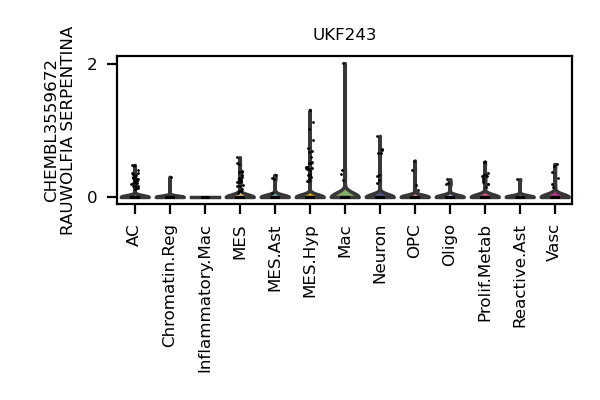 UKF243
CHEMBL3559672
RAUWOLFIA SERPENTINA
2
0
AC
Chromatin.Reg
Inflammatory.Mac
MES
MES.Ast
MES.Hyp
Mac
Neuron
OPC
Oligo
Prolif.Metab
Reactive.Ast
Vasc